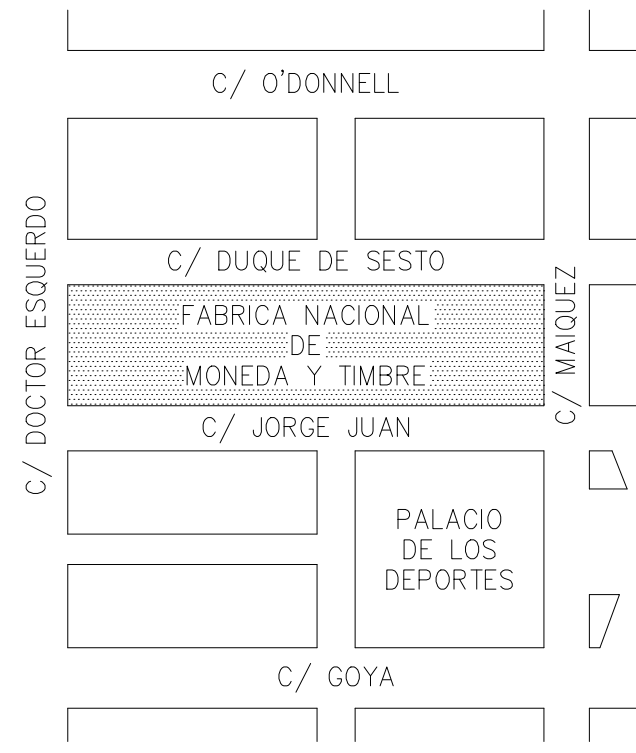 C/ O'DONNELL
C/ DOCTOR ESQUERDO
C/ DUQUE DE SESTO
C/ MAIQUEZ
FABRICA NACIONAL
DE
MONEDA Y TIMBRE
C/ JORGE JUAN
PALACIO
DE LOS
DEPORTES
C/ GOYA